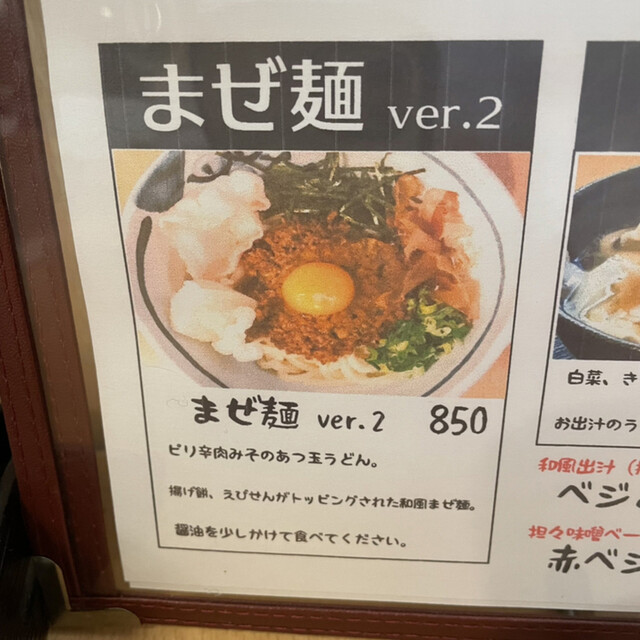 まぜ麺 ver.2
まぜ麺 ver.2 850
ピリ辛肉みそのあつ玉うどん。
揚げ餅、えびせんがトッピングされた和風まぜ麺。
醤油を少しかけて食べてください。
白菜、き
お出汁のラ
和風出汁
ベジ
担々味噌ベー
赤ベジ